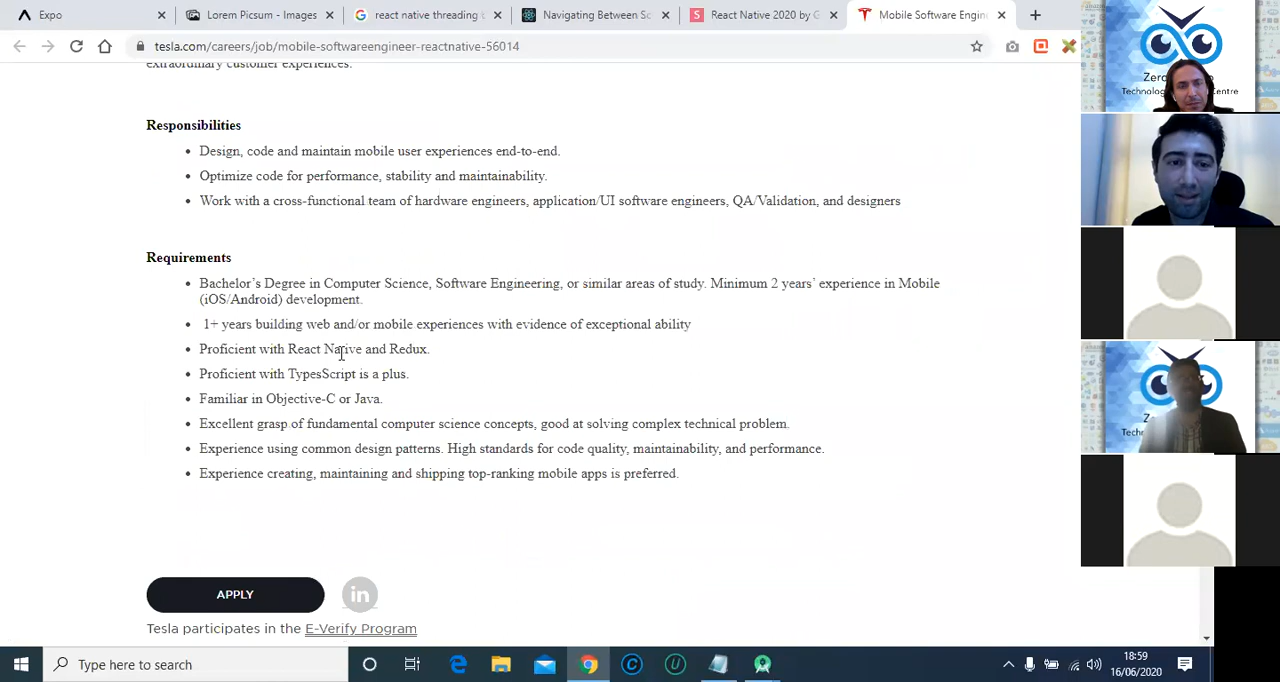 Expo
Lorem Picsum - Images
react native threading t
Navigating Between Sc
React Native 2020 by G
Mobile Software Engin
tesla.com/careers/job/mobile-softwareengineer-reactnative-56014
extraordinary customer experiences.
Responsibilities
• Design, code and maintain mobile user experiences end-to-end.
• Optimize code for performance, stability and maintainability.
• Work with a cross-functional team of hardware engineers, application/UI software engineers, QA/Validation, and designers
Requirements
• Bachelor's Degree in Computer Science, Software Engineering, or similar areas of study. Minimum 2 years' experience in Mobile
(iOS/Android) development.
• 1+ years building web and/or mobile experiences with evidence of exceptional ability
• Proficient with React Native and Redux.
• Proficient with TypesScript is a plus.
• Familiar in Objective-C or Java.
• Excellent grasp of fundamental computer science concepts, good at solving complex technical problem.
• Experience using common design patterns. High standards for code quality, maintainability, and performance.
• Experience creating, maintaining and shipping top-ranking mobile apps is preferred.
APPLY
in
Tesla participates in the E-Verify Program
Type here to search
18:59
16/06/2020